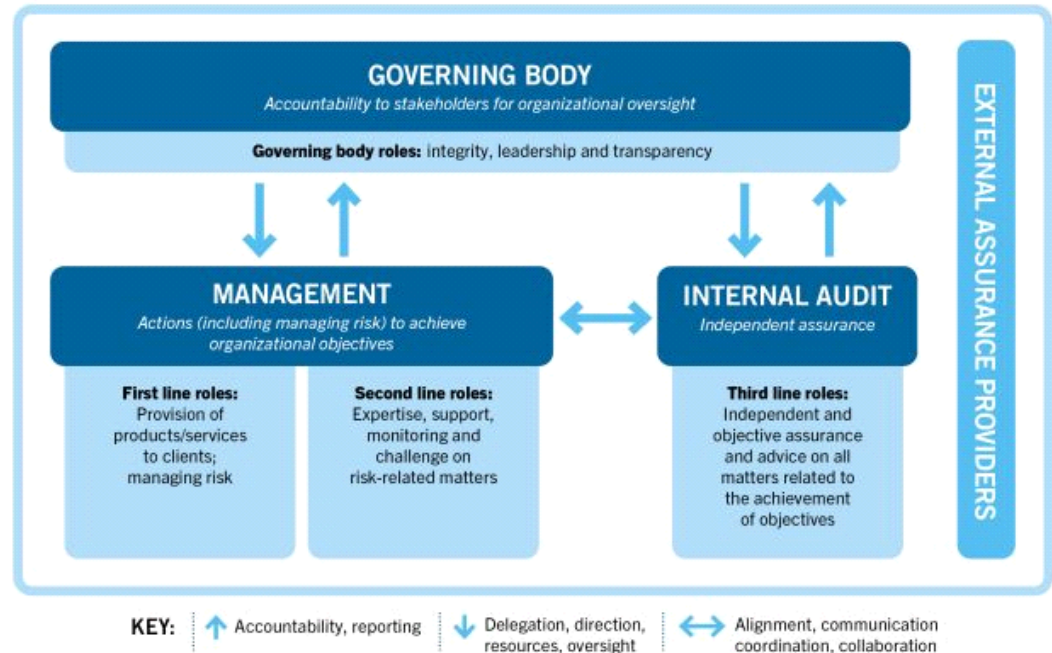 GOVERNING BODY
Accountability to stakeholders for organizational oversight
Governing body roles: integrity, leadership and transparency
MANAGEMENT
Actions (including managing risk) to achieve
organizational objectives
First line roles:
Provision of
products/services
to clients;
managing risk
Second line roles:
Expertise, support,
monitoring and
challenge on
risk-related matters
INTERNAL AUDIT
Independent assurance
Third line roles:
Independent and
objective assurance
and advice on all
matters related to
the achievement
of objectives
EXTERNAL ASSURANCE PROVIDERS
KEY:
Accountability, reporting
Delegation, direction,
resources, oversight
Alignment, communication
coordination, collaboration